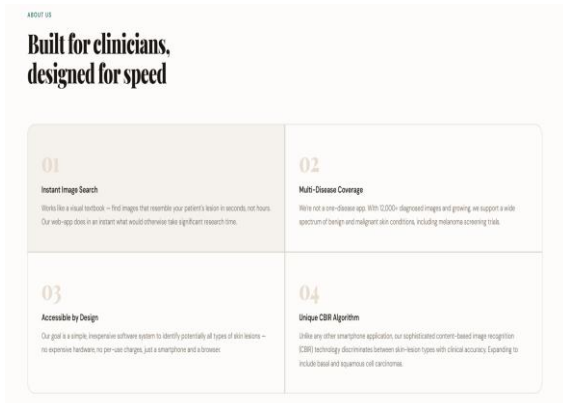 ABOUT US
Built for clinicians,
designed for speed
01
Instant Image Search
Works like a visual textbook — find images that resemble your patient's lesion in seconds, not hours.
Our web-app does in an instant what would otherwise take significant research time.
02
Multi-Disease Coverage
We're not a one-disease app. With 12,000+ diagnosed images and growing, we support a wide
spectrum of benign and malignant skin conditions, including melanoma screening trials.
03
Accessible by Design
Our goal is a simple, inexpensive software system to identify potentially all types of skin lesions —
no expensive hardware, no per-use charges, just a smartphone and a browser.
04
Unique CBIR Algorithm
Unlike any other smartphone application, our sophisticated content-based image recognition
(CBIR) technology discriminates between skin-lesion types with clinical accuracy. Expanding to
include basal and squamous cell carcinomas.